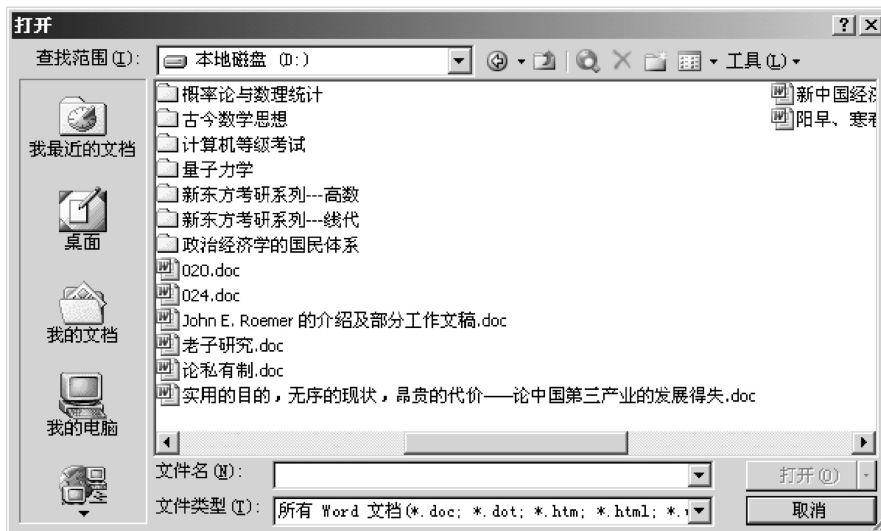 打开
查找范围(I):
本地磁盘 (D:)
工具(L)
我最近的文档
桌面
我的文档
我的电脑
概率论与数理统计
古今数学思想
计算机等级考试
量子力学
新东方考研系列---高数
新东方考研系列---线代
政治经济学的国民体系
020.doc
024.doc
John E. Roemer 的介绍及部分工作文稿.doc
老子研究.doc
论私有制.doc
实用的目的，无序的现状，昂贵的代价——论中国第三产业的发展得失.doc
新中国经济
阳早、寒春
文件名(N):
打开(O)
文件类型(T):
所有 Word 文档(*.doc; *.dot; *.htm; *.html; *.
取消